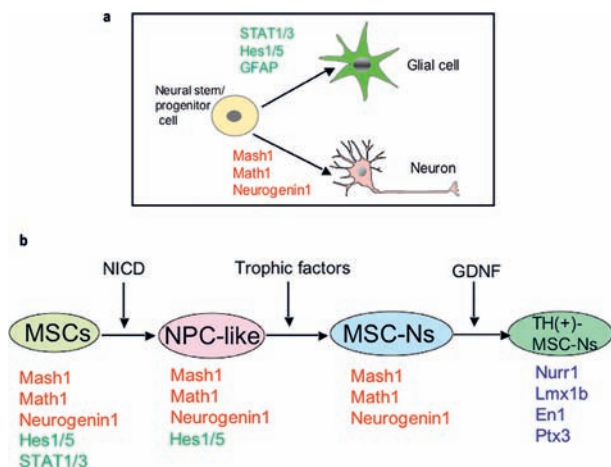 a
STAT1/3
Hes1/5
GFAP
Glial cell
Neural stem/
progenitor
cell
Mash1
Math1
Neurogenin1
Neuron
b
NICD
Trophic factors
GDNF
MSCs
NPC-like
MSC-Ns
TH(+)-
MSC-Ns
Mash1
Math1
Neurogenin1
Hes1/5
STAT1/3
Mash1
Math1
Neurogenin1
Hes1/5
Mash1
Math1
Neurogenin1
Nurr1
Lmx1b
En1
Ptx3